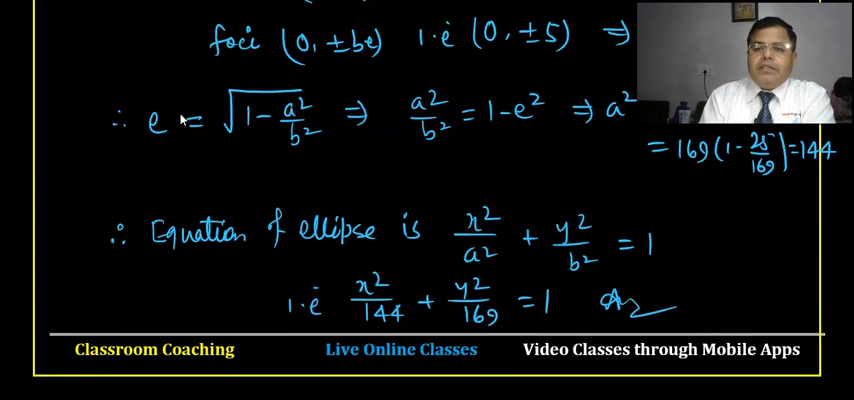 foci (0, ±be) i.e (0, ±5) ⇒
∴ e = √(1 - a²/b²) ⇒ a²/b² = 1 - e² ⇒ a²
= 169(1 - 25/169) = 144
∴ Equation of ellipse is x²/a² + y²/b² = 1
i.e x²/144 + y²/169 = 1 Ans
Classroom Coaching Live Online Classes Video Classes through Mobile Apps